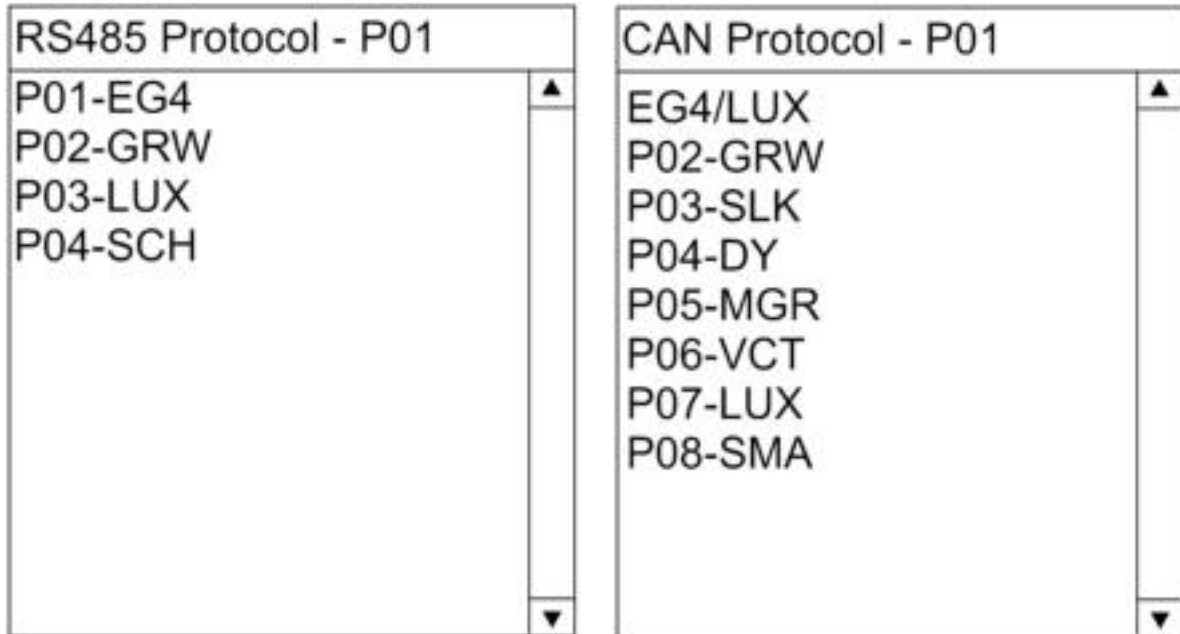 RS485 Protocol - P01
P01-EG4
P02-GRW
P03-LUX
P04-SCH
CAN Protocol - P01
EG4/LUX
P02-GRW
P03-SLK
P04-DY
P05-MGR
P06-VCT
P07-LUX
P08-SMA